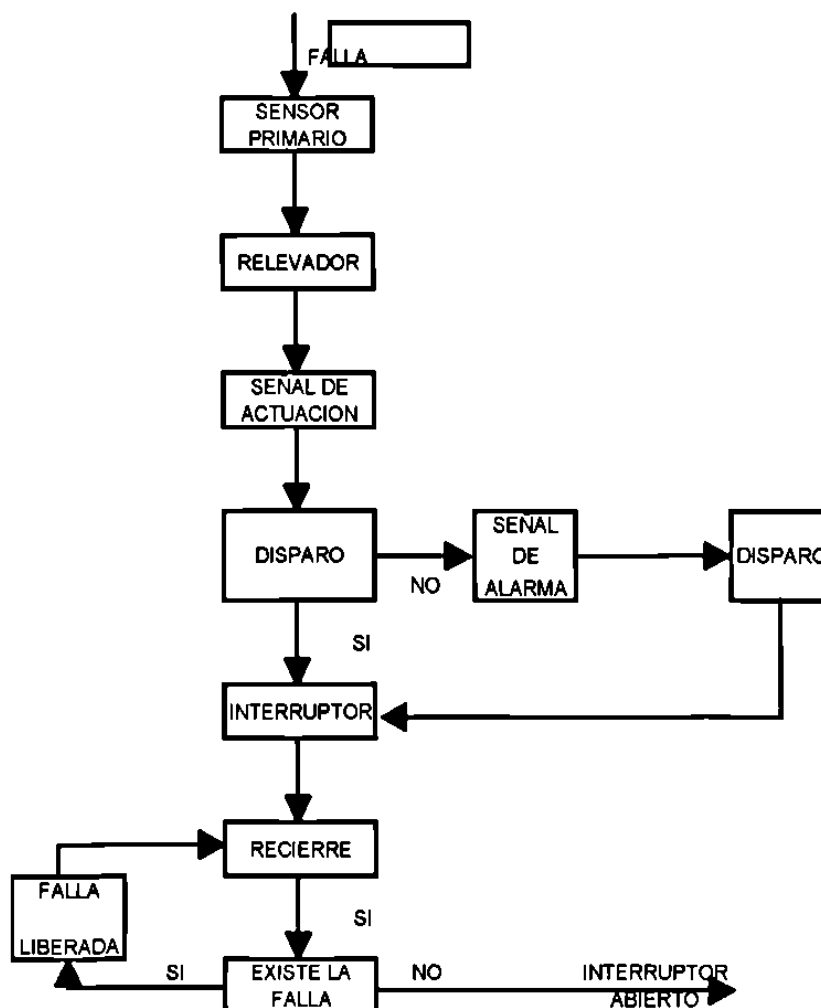 FALLA
SENSOR
PRIMARIO
RELEVADOR
SEÑAL DE
ACTUACION
DISPARO
NO
SEÑAL
DE
ALARMA
DISPARO
SI
INTERRUPTOR
RECIERRE
FALLA
LIBERADA
SI
SI
EXISTE LA
FALLA
NO
INTERRUPTOR
ABIERTO